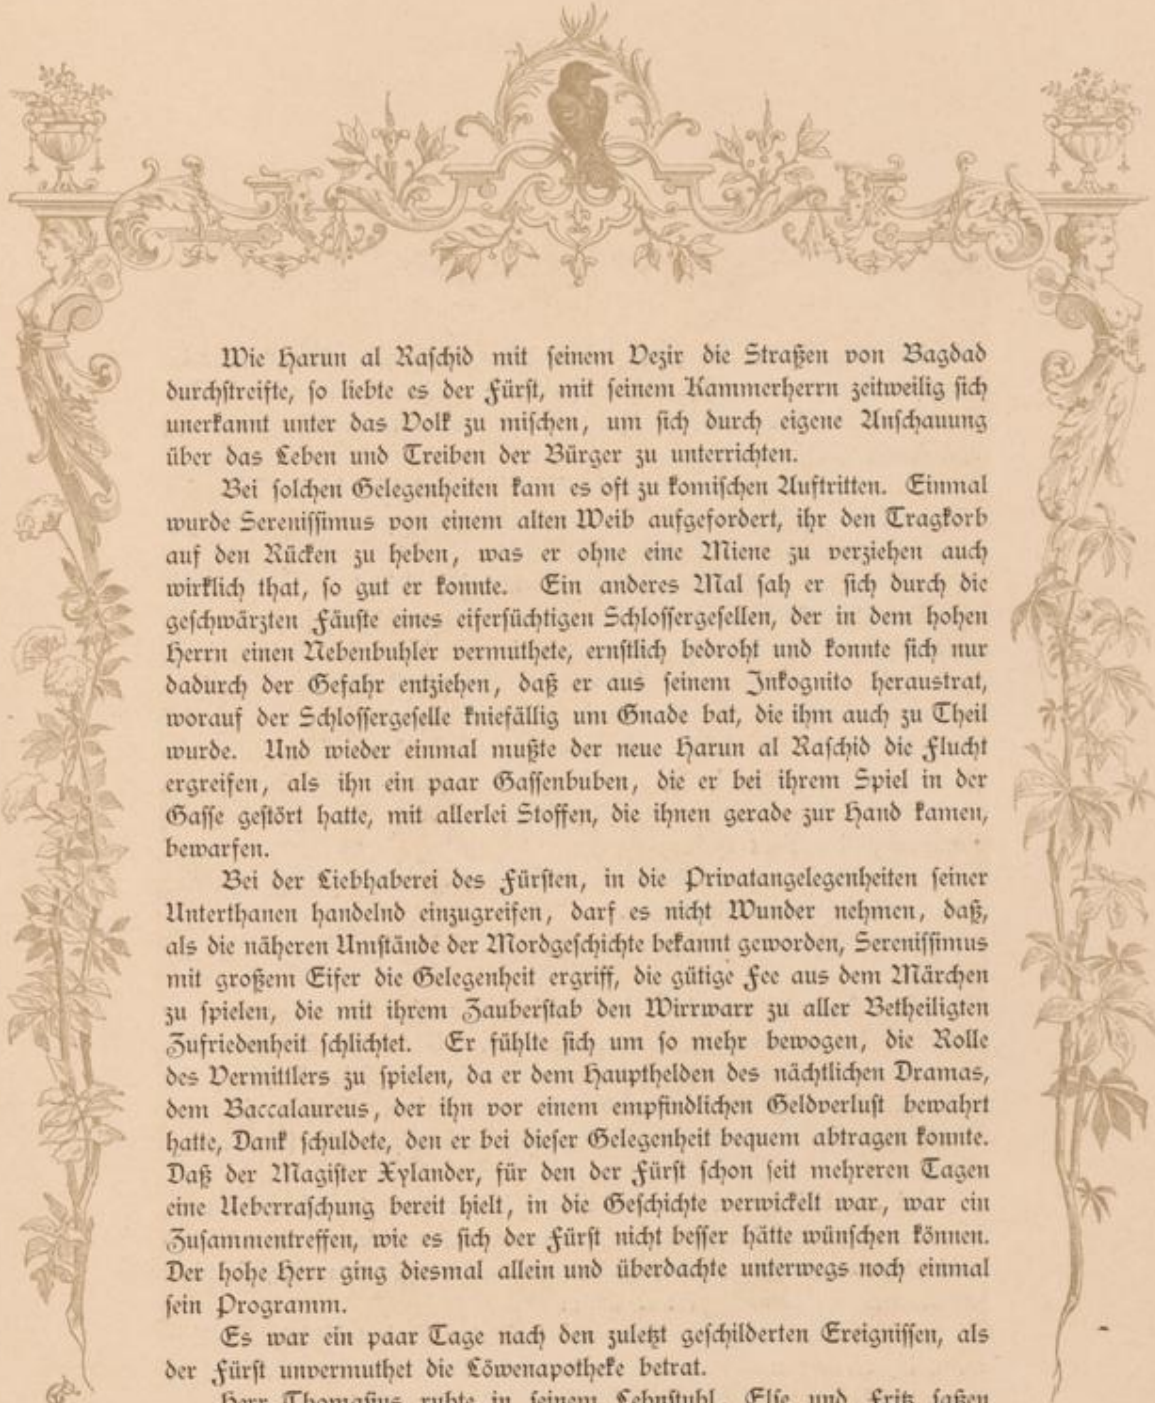 Wie Harun al Raschid mit seinem Vezir die Straßen von Bagdad
durchstreifte, so liebte es der Fürst, mit seinem Kammerherrn zeitweilig sich
unerkannt unter das Volk zu mischen, um sich durch eigene Anschauung
über das Leben und Treiben der Bürger zu unterrichten.
Bei solchen Gelegenheiten kam es oft zu komischen Auftritten. Einmal
wurde Serenissimus von einem alten Weib aufgefordert, ihr den Tragkorb
auf den Rücken zu heben, was er ohne eine Miene zu verziehen auch
wirklich that, so gut er konnte. Ein anderes Mal sah er sich durch die
geschwärzten Fäuste eines eifersüchtigen Schlossergesellen, der in dem hohen
Herrn einen Nebenbuhler vermuthete, ernstlich bedroht und konnte sich nur
dadurch der Gefahr entziehen, daß er aus seinem Inkognito heraustrat,
worauf der Schlossergeselle kniefällig um Gnade bat, die ihm auch zu Theil
wurde. Und wieder einmal mußte der neue Harun al Raschid die Flucht
ergreifen, als ihn ein paar Gassenbuben, die er bei ihrem Spiel in der
Gasse gestört hatte, mit allerlei Stoffen, die ihnen gerade zur Hand kamen,
bewarfen.
Bei der Liebhaberei des Fürsten, in die Privatangelegenheiten seiner
Unterthanen handelnd einzugreifen, darf es nicht Wunder nehmen, daß,
als die näheren Umstände der Mordgeschichte bekannt geworden, Serenissimus
mit großem Eifer die Gelegenheit ergriff, die gütige Fee aus dem Märchen
zu spielen, die mit ihrem Zauberstab den Wirrwarr zu aller Betheiligten
Zufriedenheit schlichtet. Er fühlte sich um so mehr bewogen, die Rolle
des Vermittlers zu spielen, da er dem Haupthelden des nächtlichen Dramas,
dem Baccalaureus, der ihn vor einem empfindlichen Geldverlust bewahrt
hatte, Dank schuldete, den er bei dieser Gelegenheit bequem abtragen konnte.
Daß der Magister Xylander, für den der Fürst schon seit mehreren Tagen
eine Ueberraschung bereit hielt, in die Geschichte verwickelt war, war ein
Zusammentreffen, wie es sich der Fürst nicht besser hätte wünschen können.
Der hohe Herr ging diesmal allein und überdachte unterwegs noch einmal
sein Programm.
Es war ein paar Tage nach den zuletzt geschilderten Ereignissen, als
der Fürst unvermuthet die Löwenapotheke betrat.
Herr Thomasius ruhte in seinem Lehnstuhl. Else und Fritz saßen